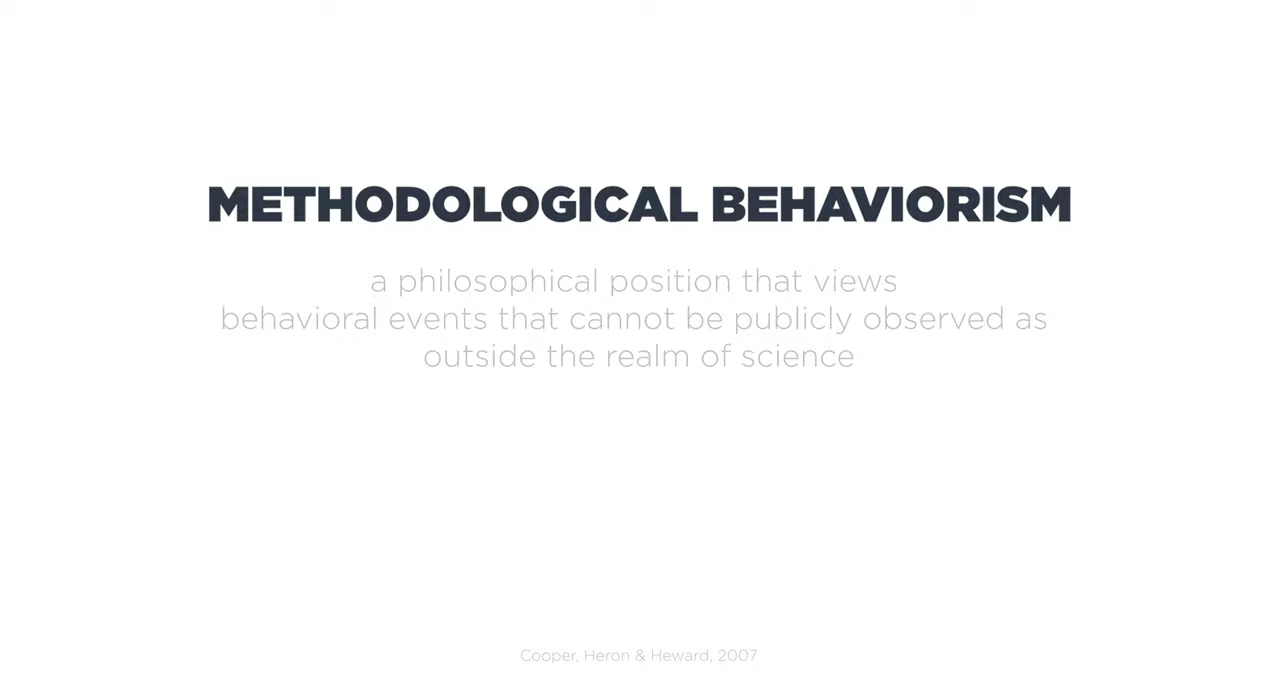 METHODOLOGICAL BEHAVIORISM
a philosophical position that views
behavioral events that cannot be publicly observed as
outside the realm of science
Cooper, Heron & Heward, 2007